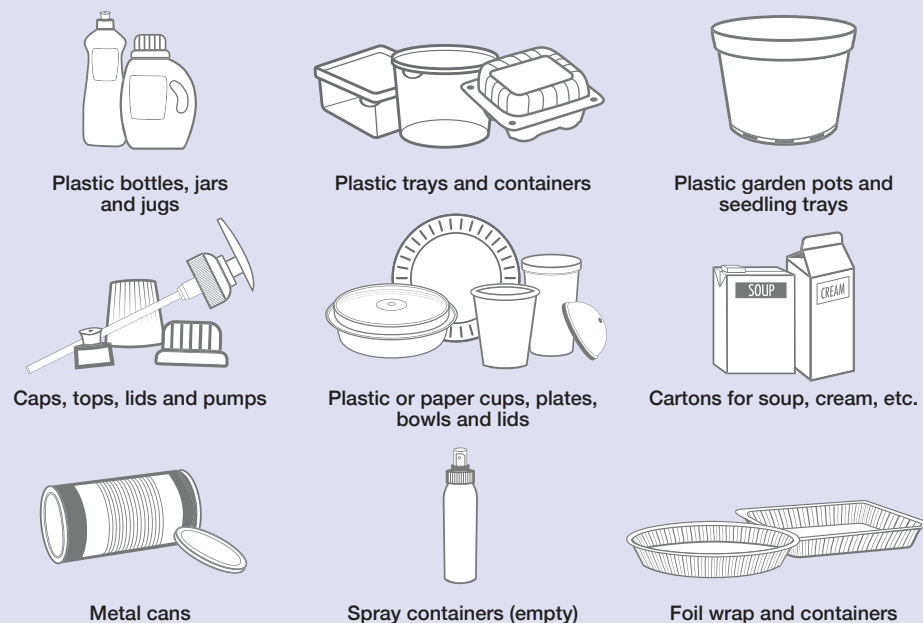 Plastic bottles, jars
and jugs
Plastic trays and containers
Plastic garden pots and
seedling trays
Caps, tops, lids and pumps
Plastic or paper cups, plates,
bowls and lids
SOUP
CREAM
Cartons for soup, cream, etc.
Metal cans
Spray containers (empty)
Foil wrap and containers